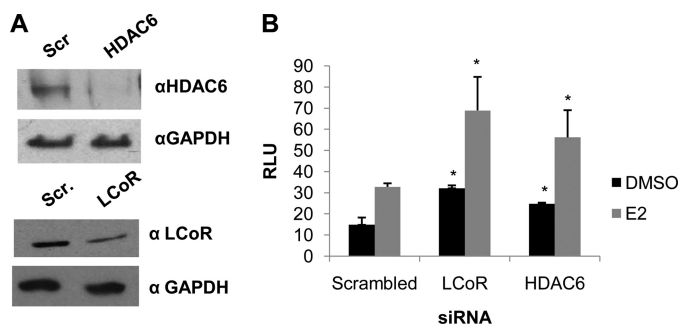 A
Scr HDAC6
αHDAC6
αGAPDH
Scr. LCoR
α LCoR
α GAPDH
B
90
80
70
60
50
40
30
20
10
0
RLU
*
*
*
*
DMSO
E2
Scrambled LCoR HDAC6
siRNA